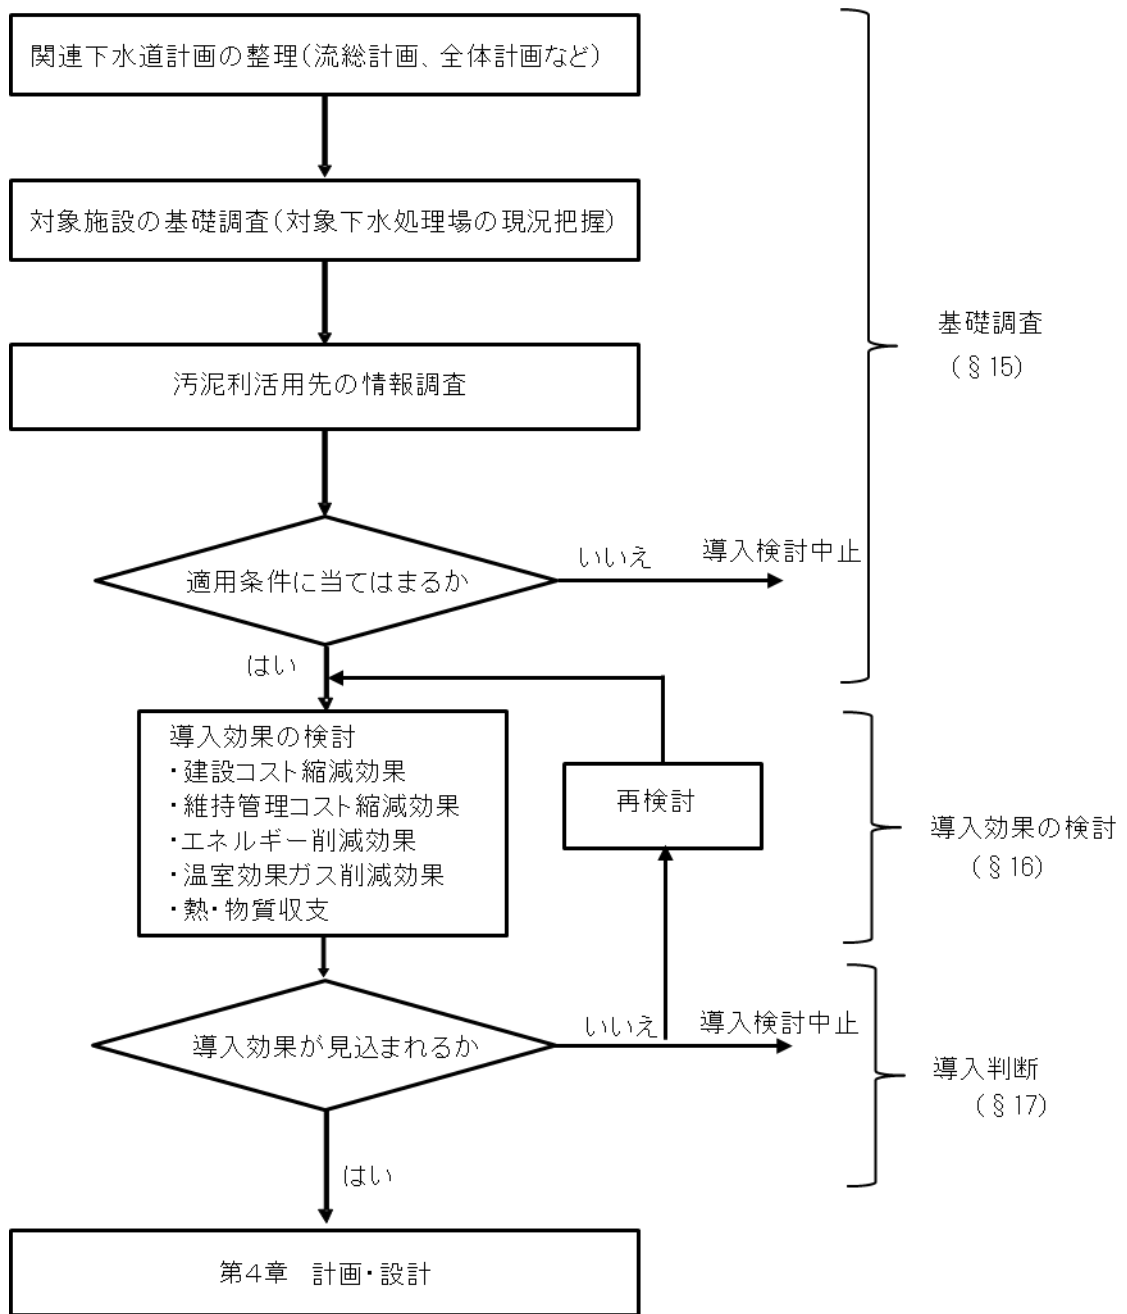 関連下水道計画の整理(流総計画、全体計画など)
対象施設の基礎調査(対象下水処理場の現況把握)
汚泥利活用先の情報調査
基礎調査
(§15)
適用条件に当てはまるか
いいえ
導入検討中止
はい
導入効果の検討
・建設コスト縮減効果
・維持管理コスト縮減効果
・エネルギー削減効果
・温室効果ガス削減効果
・熱・物質収支
再検討
導入効果の検討
(§16)
導入効果が見込まれるか
いいえ
導入検討中止
導入判断
(§17)
はい
第4章 計画・設計